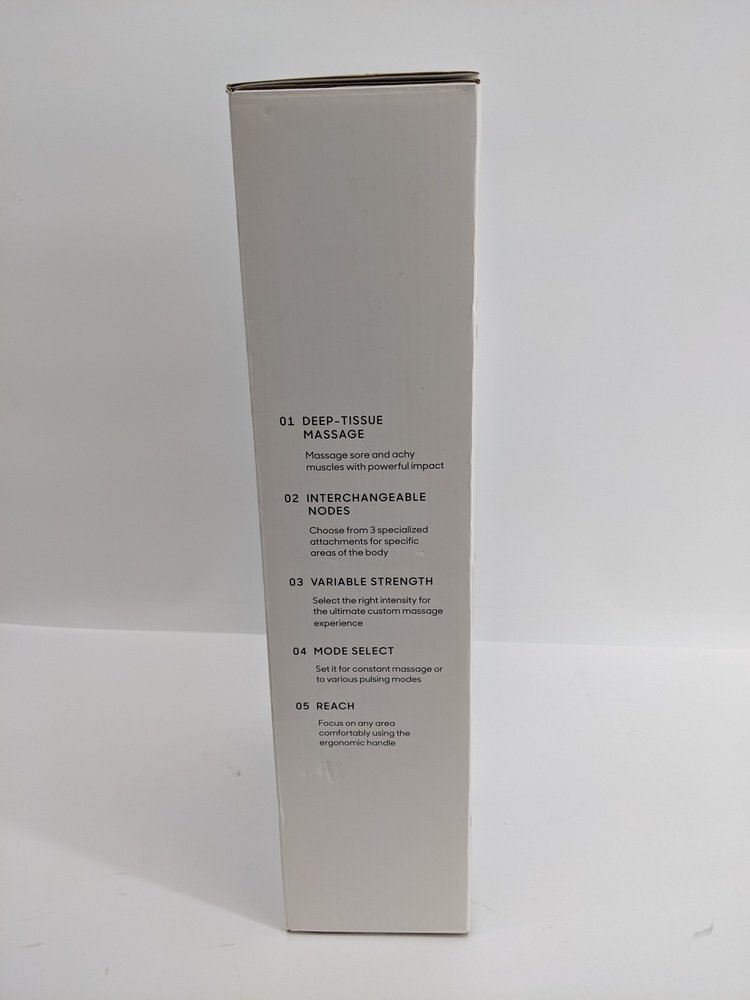 01 DEEP-TISSUE
MASSAGE
Massage sore and achy
muscles with powerful impact
02 INTERCHANGEABLE
NODES
Choose from 3 specialized
attachments for specific
areas of the body
03 VARIABLE STRENGTH
Select the right intensity for
the ultimate custom massage
experience
04 MODE SELECT
Set it for constant massage or
to various pulsing modes
05 REACH
Focus on any area
comfortably using the
ergonomic handle